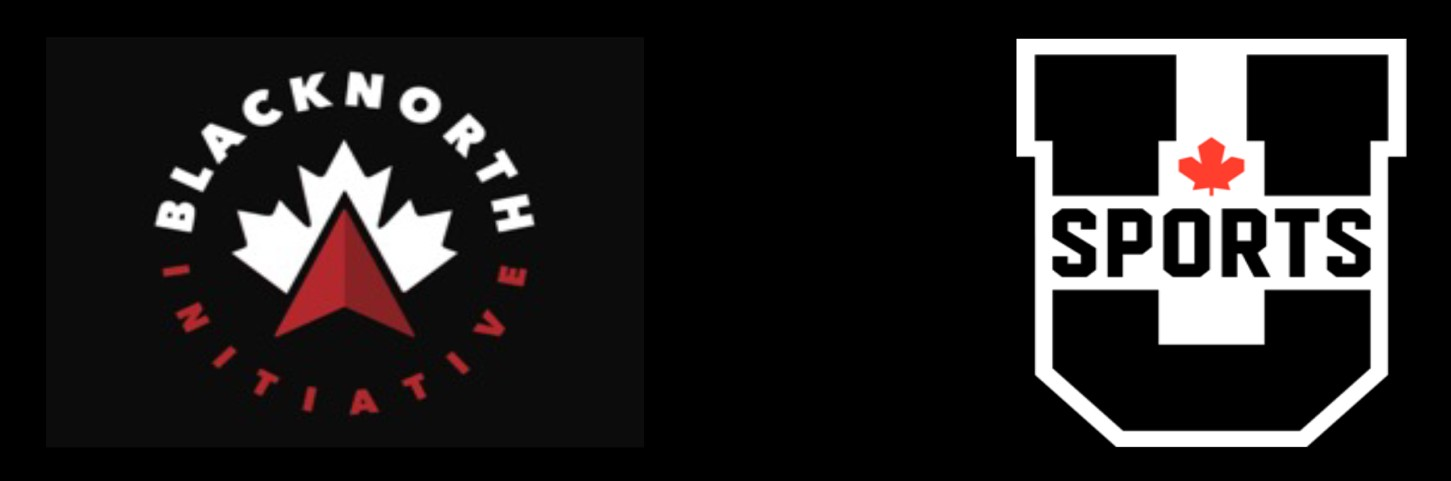 BLACKNORTH
INITIATIVE
U
SPORTS